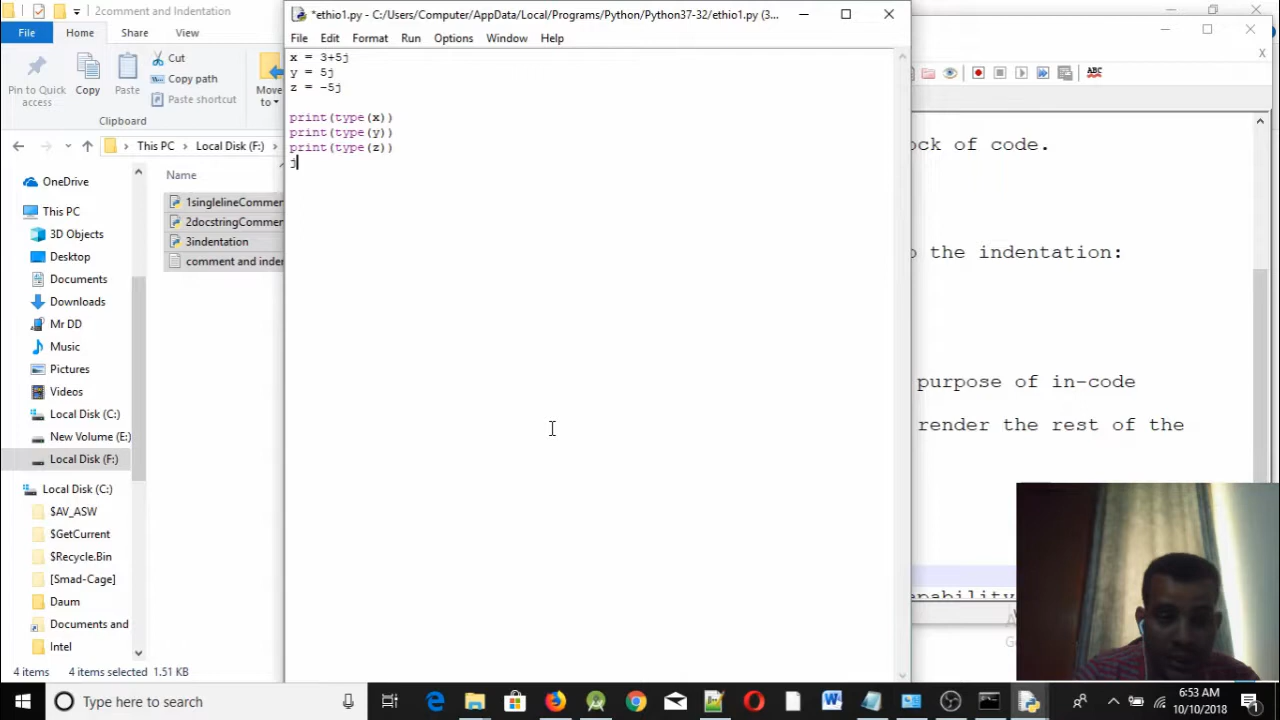 2comment and Indentation
File
Home
Share
View
Pin to Quick access
Copy
Paste
Cut
Copy path
Paste shortcut
Move to
Clipboard
This PC
Local Disk (F:)
Name
OneDrive
This PC
3D Objects
Desktop
Documents
Downloads
Mr DD
Music
Pictures
Videos
Local Disk (C:)
New Volume (E:)
Local Disk (F:)
Local Disk (C:)
$AV_ASW
$GetCurrent
$Recycle.Bin
[Smad-Cage]
Daum
Documents and
Intel
1singlelineCommen
2docstringCommen
3indentation
comment and inden
4 items
4 items selected
1.51 KB
*ethio1.py - C:/Users/Computer/AppData/Local/Programs/Python/Python37-32/ethio1.py (3...
File Edit Format Run Options Window Help
x = 3+5j
y = 5j
z = -5j
print(type(x))
print(type(y))
print(type(z))
j
ABC
ock of code.
o the indentation:
purpose of in-code
render the rest of the
apability
Type here to search
6:53 AM
10/10/2018